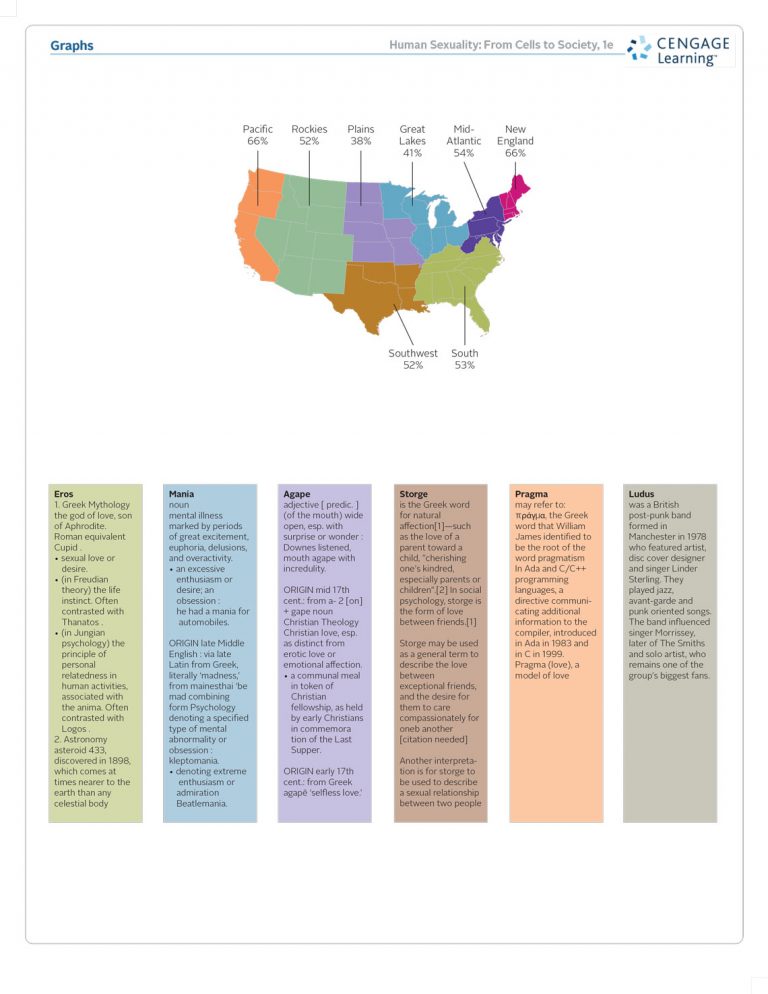 Graphs
Human Sexuality: From Cells to Society, 1e
CENGAGE
Learning™
Pacific
66%
Rockies
52%
Plains
38%
Great
Lakes
41%
Mid-
Atlantic
54%
New
England
66%
Southwest
52%
South
53%
Eros
1. Greek Mythology
the god of love, son
of Aphrodite.
Roman equivalent
Cupid .
• sexual love or
desire.
• (in Freudian
theory) the life
instinct. Often
contrasted with
Thanatos .
• (in Jungian
psychology) the
principle of
personal
relatedness in
human activities,
associated with
the anima. Often
contrasted with
Logos .
2. Astronomy
asteroid 433,
discovered in 1898,
which comes at
times nearer to the
earth than any
celestial body
Mania
noun
mental illness
marked by periods
of great excitement,
euphoria, delusions,
and overactivity.
• an excessive
enthusiasm or
desire; an
obsession :
he had a mania for
automobiles.
ORIGIN late Middle
English : via late
Latin from Greek,
literally ‘madness,’
from mainesthai ‘be
mad combining
form Psychology
denoting a specified
type of mental
abnormality or
obsession :
kleptomania.
• denoting extreme
enthusiasm or
admiration
Beatlemania.
Agape
adjective [ predic. ]
(of the mouth) wide
open, esp. with
surprise or wonder :
Downes listened,
mouth agape with
incredulity.
ORIGIN mid 17th
cent.: from a- 2 [on]
+ gape noun
Christian Theology
Christian love, esp.
as distinct from
erotic love or
emotional affection.
• a communal meal
in token of
Christian
fellowship, as held
by early Christians
in commemora
tion of the Last
Supper.
ORIGIN early 17th
cent.: from Greek
agapē ‘selfless love.’
Storge
is the Greek word
for natural
affection[1]—such
as the love of a
parent toward a
child, "cherishing
one's kindred,
especially parents or
children".[2] In social
psychology, storge is
the form of love
between friends.[1]
Storge may be used
as a general term to
describe the love
between
exceptional friends,
and the desire for
them to care
compassionately for
oneb another
[citation needed]
Another interpreta-
tion is for storge to
be used to describe
a sexual relationship
between two people
Pragma
may refer to:
πράγμα, the Greek
word that William
James identified to
be the root of the
word pragmatism
In Ada and C/C++
programming
languages, a
directive communi-
cating additional
information to the
compiler, introduced
in Ada in 1983 and
in C in 1999.
Pragma (love), a
model of love
Ludus
was a British
post-punk band
formed in
Manchester in 1978
who featured artist,
disc cover designer
and singer Linder
Sterling. They
played jazz,
avant-garde and
punk oriented songs.
The band influenced
singer Morrissey,
later of The Smiths
and solo artist, who
remains one of the
group's biggest fans.